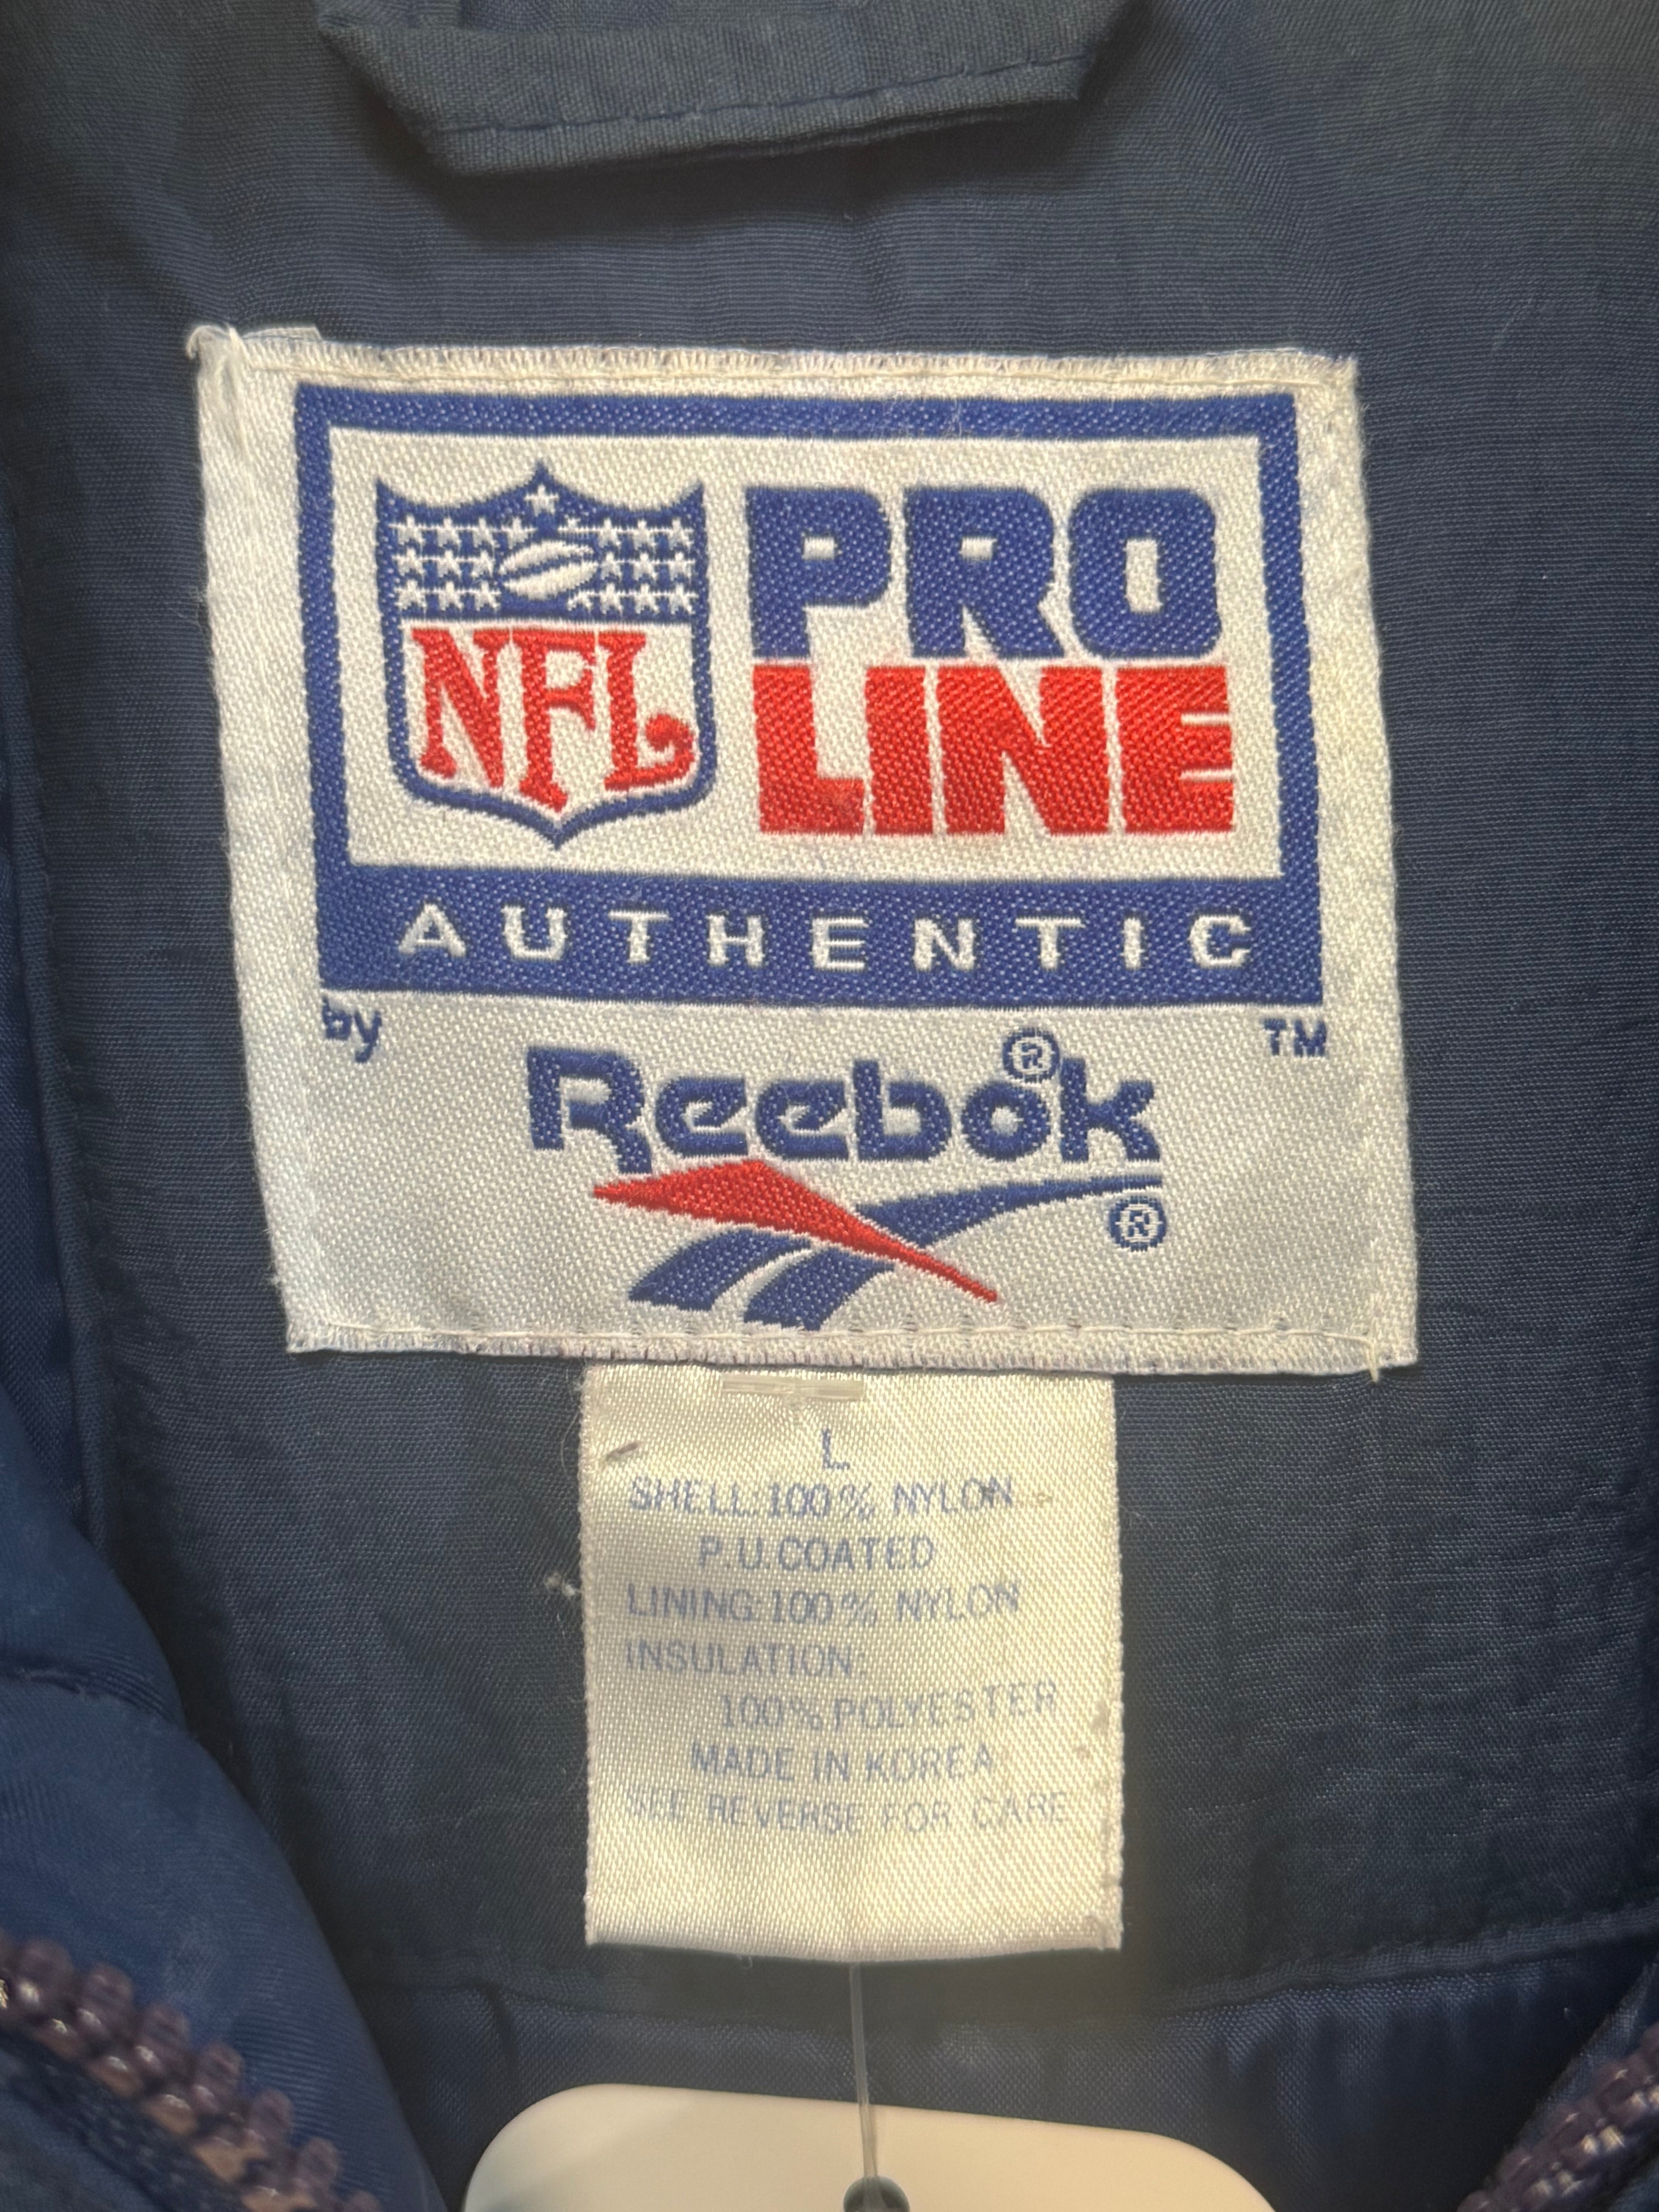 NFL
PRO
LINE
AUTHENTIC
by
TM
Reebok®
®
L
SHELL:100% NYLON
P.U.COATED
LINING:100% NYLON
INSULATION:
100% POLYESTER
MADE IN KOREA
SEE REVERSE FOR CARE